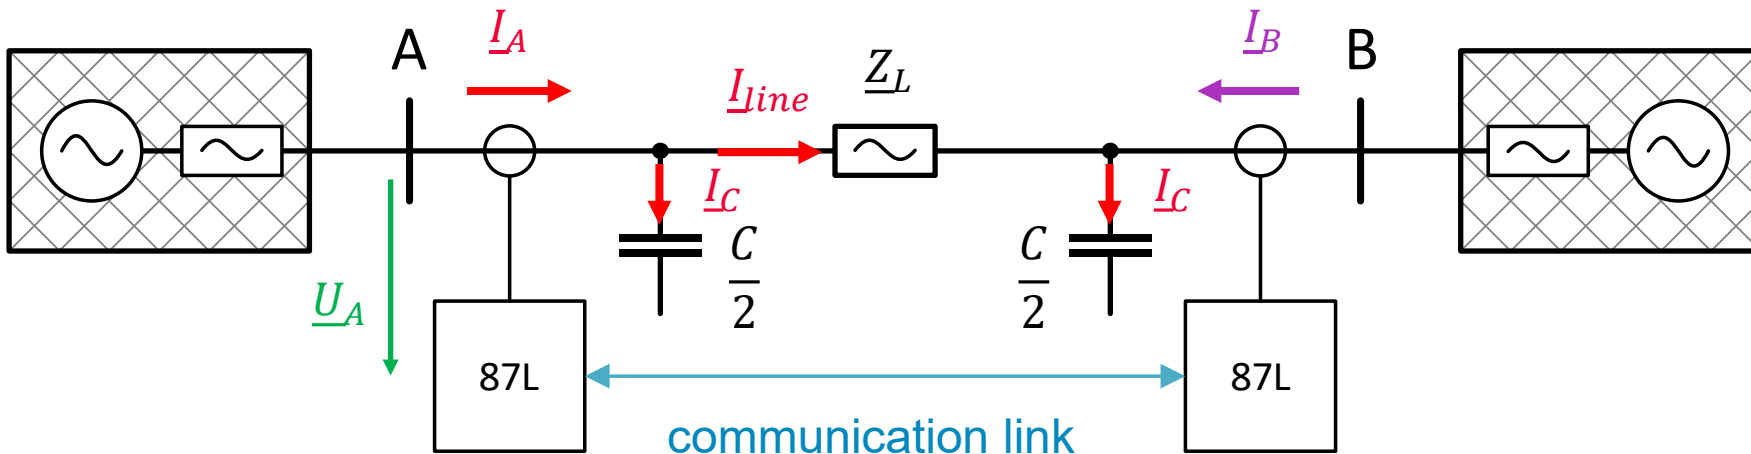 A
I_A
I_line
Z_L
I_B
B
I_C
I_C
C/2
C/2
U_A
87L
87L
communication link